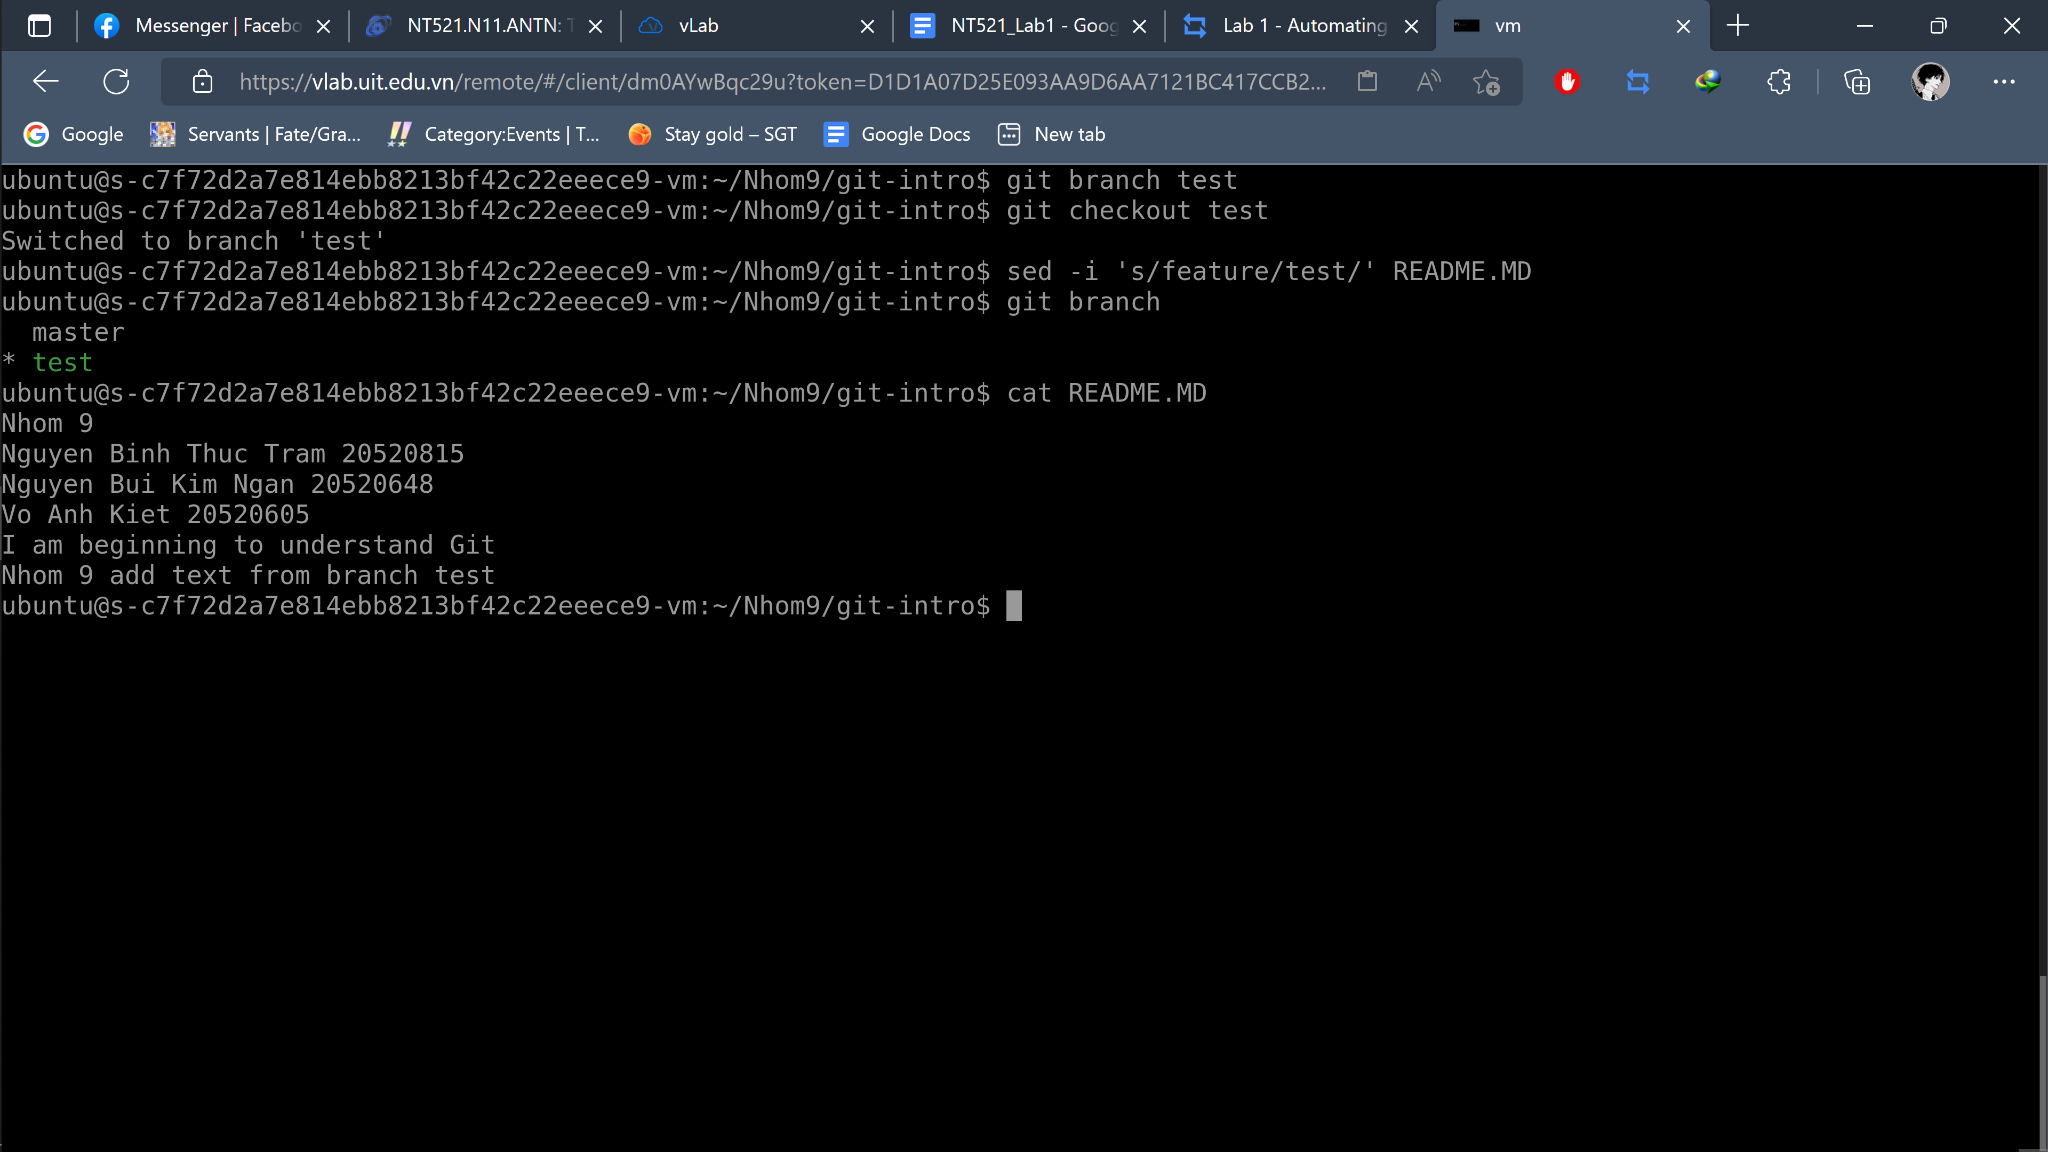 Messenger | Facebo
NT521.N11.ANTN: T
vLab
NT521_Lab1 - Goog
Lab 1 - Automating
vm
https://vlab.uit.edu.vn/remote/#/client/dm0AYwBqc29u?token=D1D1A07D25E093AA9D6AA7121BC417CCB2...
Google
Servants | Fate/Gra...
Category:Events | T...
Stay gold – SGT
Google Docs
New tab
ubuntu@s-c7f72d2a7e814ebb8213bf42c22eeece9-vm:~/Nhom9/git-intro$ git branch test
ubuntu@s-c7f72d2a7e814ebb8213bf42c22eeece9-vm:~/Nhom9/git-intro$ git checkout test
Switched to branch 'test'
ubuntu@s-c7f72d2a7e814ebb8213bf42c22eeece9-vm:~/Nhom9/git-intro$ sed -i 's/feature/test/' README.MD
ubuntu@s-c7f72d2a7e814ebb8213bf42c22eeece9-vm:~/Nhom9/git-intro$ git branch
  master
* test
ubuntu@s-c7f72d2a7e814ebb8213bf42c22eeece9-vm:~/Nhom9/git-intro$ cat README.MD
Nhom 9
Nguyen Binh Thuc Tram 20520815
Nguyen Bui Kim Ngan 20520648
Vo Anh Kiet 20520605
I am beginning to understand Git
Nhom 9 add text from branch test
ubuntu@s-c7f72d2a7e814ebb8213bf42c22eeece9-vm:~/Nhom9/git-intro$